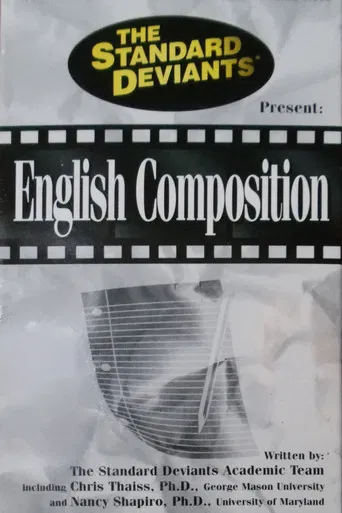 THE
STANDARD
DEVIANTS®
Present:
English Composition
Written by:
The Standard Deviants Academic Team
including Chris Thaiss, Ph.D., George Mason University
and Nancy Shapiro, Ph.D., University of Maryland